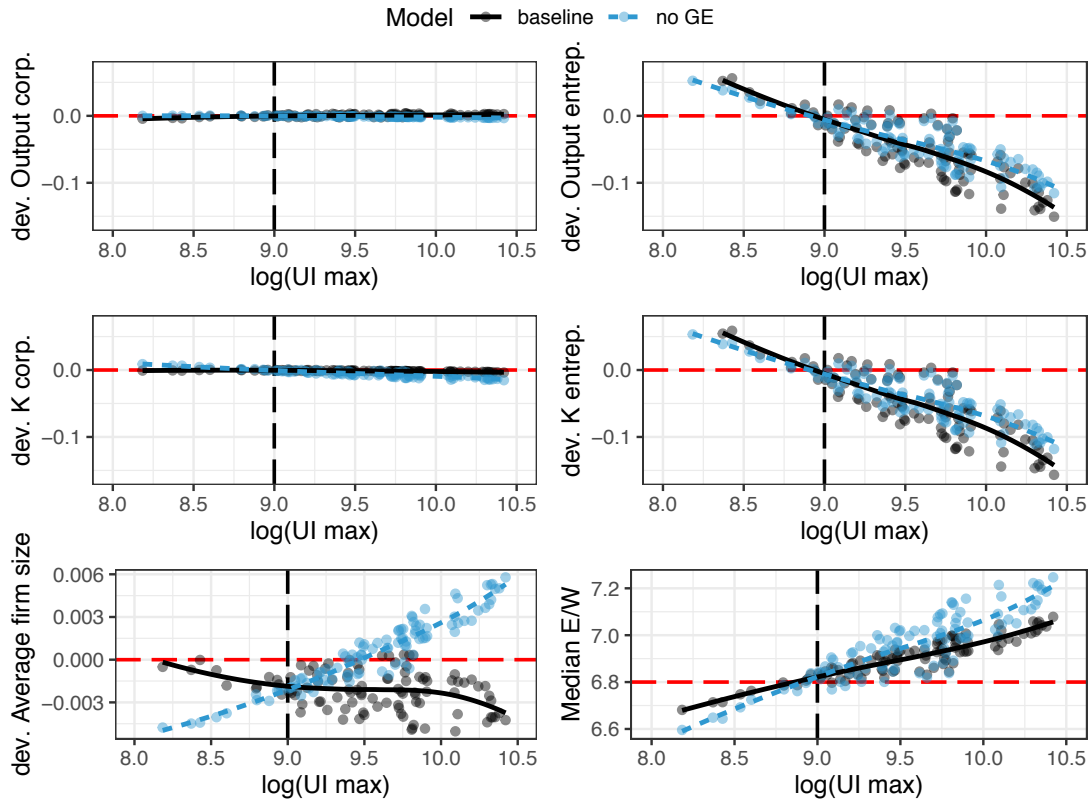 Model baseline no GE
dev. Output corp.
0.0
−0.1
8.0 8.5 9.0 9.5 10.0 10.5
log(UI max)
dev. Output entrep.
0.0
−0.1
8.0 8.5 9.0 9.5 10.0 10.5
log(UI max)
dev. K corp.
0.0
−0.1
8.0 8.5 9.0 9.5 10.0 10.5
log(UI max)
dev. K entrep.
0.0
−0.1
8.0 8.5 9.0 9.5 10.0 10.5
log(UI max)
dev. Average firm size
0.006
0.003
0.000
−0.003
8.0 8.5 9.0 9.5 10.0 10.5
log(UI max)
Median E/W
7.2
7.0
6.8
6.6
8.0 8.5 9.0 9.5 10.0 10.5
log(UI max)